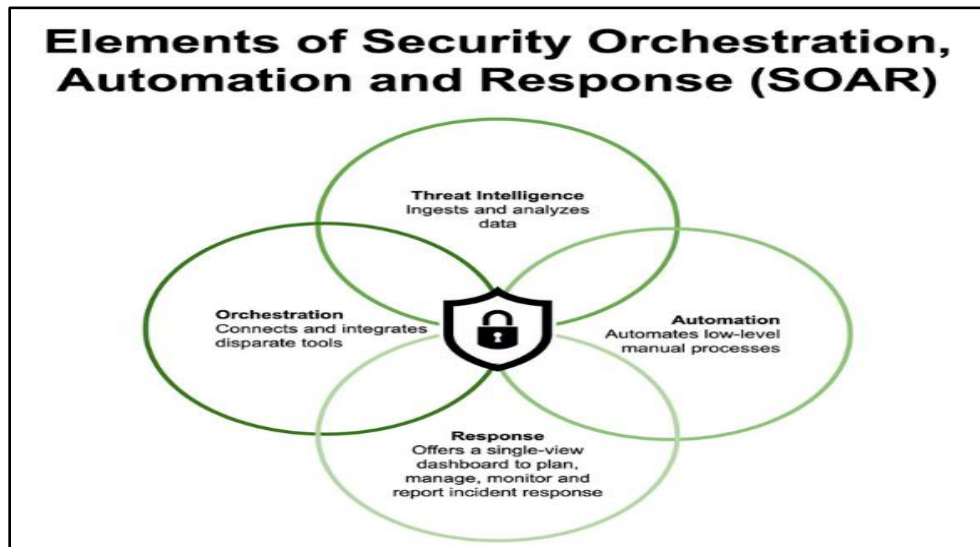 Elements of Security Orchestration,
Automation and Response (SOAR)
Threat Intelligence
Ingests and analyzes
data
Orchestration
Connects and integrates
disparate tools
Automation
Automates low-level
manual processes
Response
Offers a single-view
dashboard to plan,
manage, monitor and
report incident response